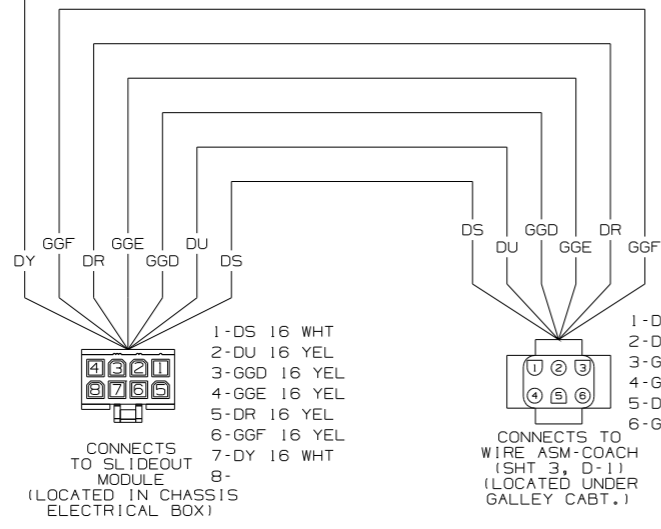 DY
GGF
DR
GGE
GGD
DU
DS
DS
DU
GGD
GGE
DR
GGF
4 3 2 1
8 7 6 5
1-DS 16 WHT
2-DU 16 YEL
3-GGD 16 YEL
4-GGE 16 YEL
5-DR 16 YEL
6-GGF 16 YEL
7-DY 16 WHT
8-
CONNECTS
TO SLIDEOUT
MODULE
(LOCATED IN CHASSIS
ELECTRICAL BOX)
1 2 3
4 5 6
1-D
2-D
3-G
4-G
5-D
6-G
CONNECTS TO
WIRE ASM-COACH
(SHT 3, D-1)
(LOCATED UNDER
GALLEY CABT.)